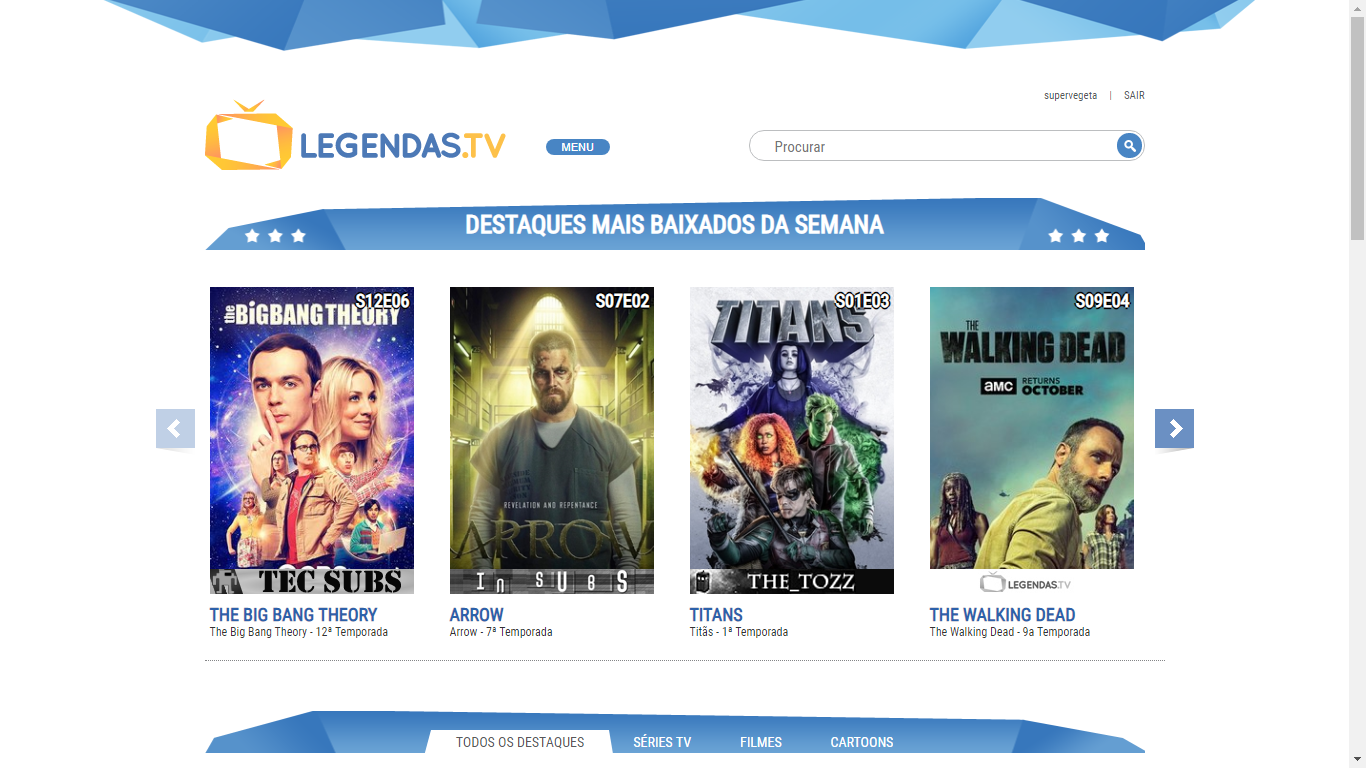 supervegeta | SAIR
LEGENDAS.TV
MENU
Procurar
DESTAQUES MAIS BAIXADOS DA SEMANA
S12E06
the BiG BANG THEORY
TEC SUBS
THE BIG BANG THEORY
The Big Bang Theory - 12ª Temporada
S07E02
REVELATION AND REPENTANCE
ARROW
In SUBS
ARROW
Arrow - 7ª Temporada
S01E03
TITANS
THE_TOZZ
TITANS
Titãs - 1ª Temporada
S09E04
THE
WALKING DEAD
amc RETURNS
OCTOBER
LEGENDAS.TV
THE WALKING DEAD
The Walking Dead - 9a Temporada
TODOS OS DESTAQUES SÉRIES TV FILMES CARTOONS